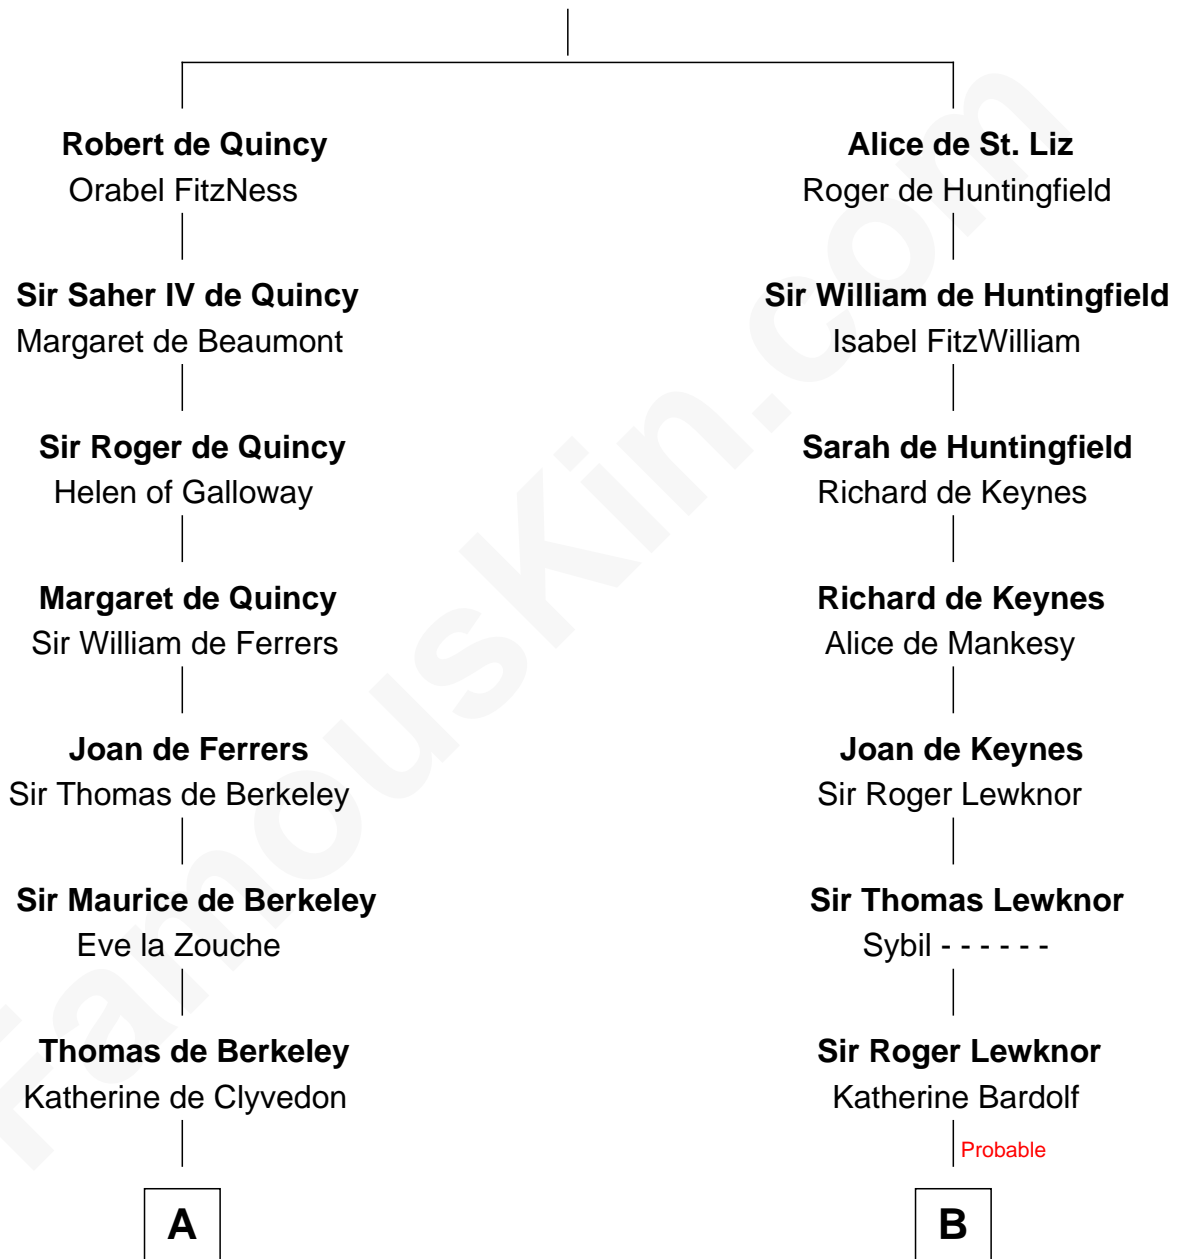 Robert de Quincy
Orabel FitzNess
Alice de St. Liz
Roger de Huntingfield
Sir Saher IV de Quincy
Margaret de Beaumont
Sir William de Huntingfield
Isabel FitzWilliam
Sir Roger de Quincy
Helen of Galloway
Sarah de Huntingfield
Richard de Keynes
Margaret de Quincy
Sir William de Ferrers
Richard de Keynes
Alice de Mankesy
Joan de Ferrers
Sir Thomas de Berkeley
Joan de Keynes
Sir Roger Lewknor
Sir Maurice de Berkeley
Eve la Zouche
Sir Thomas Lewknor
Sybil - - - - - -
Thomas de Berkeley
Katherine de Clyvedon
Sir Roger Lewknor
Katherine Bardolf
Probable
A
B
FamousKin.com